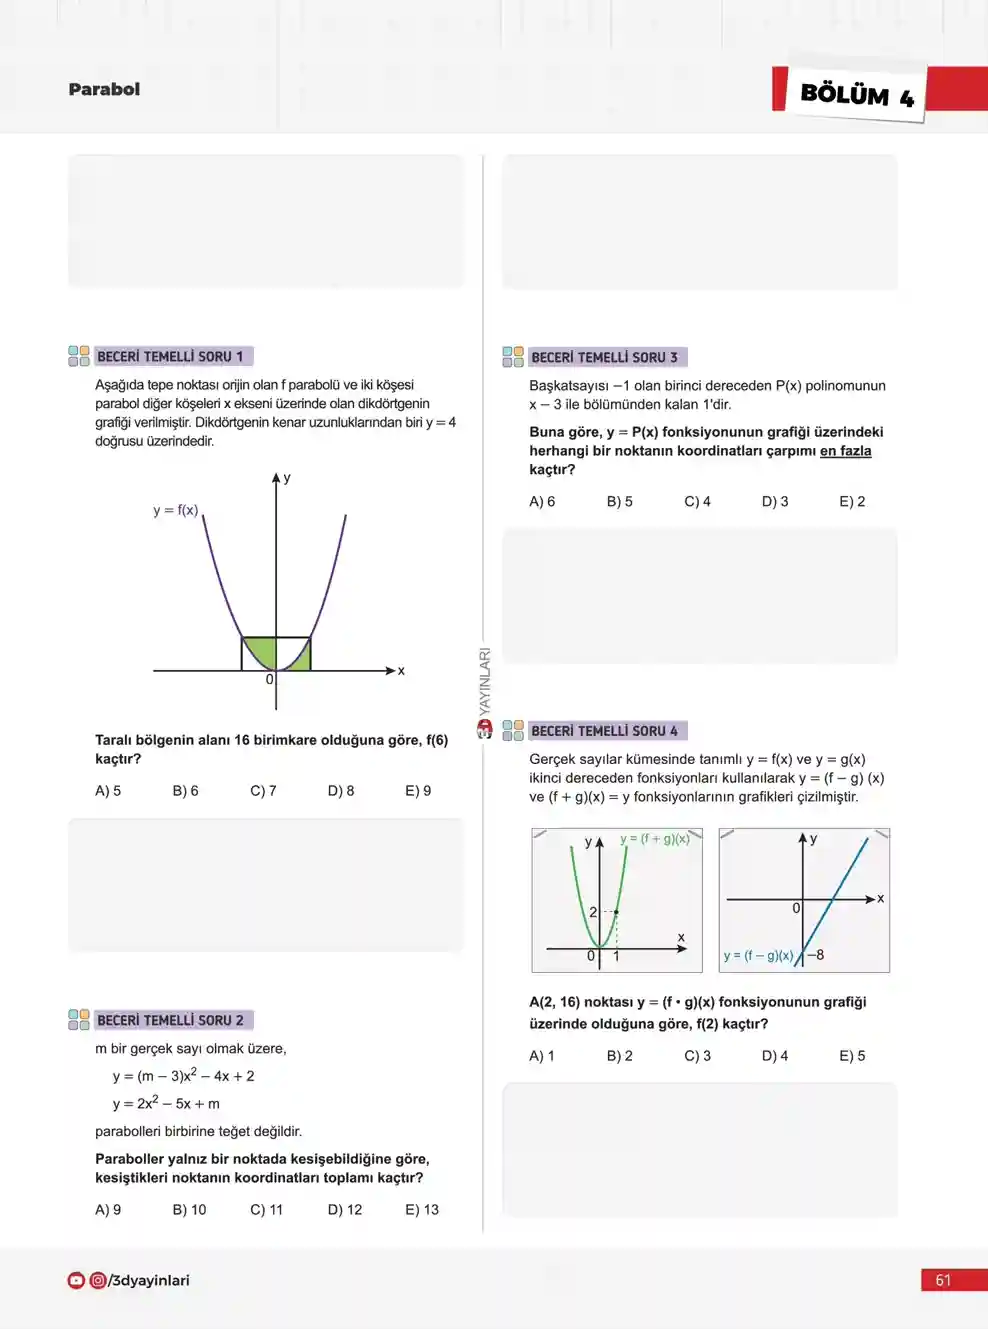 Parabol
BÖLÜM 4
BECERİ TEMELLİ SORU 1
Aşağıda tepe noktası orijin olan f parabolü ve iki köşesi
parabol diğer köşeleri x ekseni üzerinde olan dikdörtgenin
grafiği verilmiştir. Dikdörtgenin kenar uzunluklarından biri y = 4
doğrusu üzerindedir.
y
y = f(x)
x
0
Taralı bölgenin alanı 16 birimkare olduğuna göre, f(6)
kaçtır?
A) 5 B) 6 C) 7 D) 8 E) 9
BECERİ TEMELLİ SORU 2
m bir gerçek sayı olmak üzere,
y = (m – 3)x² – 4x + 2
y = 2x² – 5x + m
parabolleri birbirine teğet değildir.
Paraboller yalnız bir noktada kesişebildiğine göre,
kesiştikleri noktanın koordinatları toplamı kaçtır?
A) 9 B) 10 C) 11 D) 12 E) 13
3D YAYINLARI
BECERİ TEMELLİ SORU 3
Başkatsayısı –1 olan birinci dereceden P(x) polinomunun
x – 3 ile bölümünden kalan 1'dir.
Buna göre, y = P(x) fonksiyonunun grafiği üzerindeki
herhangi bir noktanın koordinatları çarpımı en fazla
kaçtır?
A) 6 B) 5 C) 4 D) 3 E) 2
BECERİ TEMELLİ SORU 4
Gerçek sayılar kümesinde tanımlı y = f(x) ve y = g(x)
ikinci dereceden fonksiyonları kullanılarak y = (f – g) (x)
ve (f + g)(x) = y fonksiyonlarının grafikleri çizilmiştir.
y
y = (f + g)(x)
2
x
0 1
y
x
0
y = (f – g)(x)
–8
A(2, 16) noktası y = (f • g)(x) fonksiyonunun grafiği
üzerinde olduğuna göre, f(2) kaçtır?
A) 1 B) 2 C) 3 D) 4 E) 5
/3dyayinlari
61